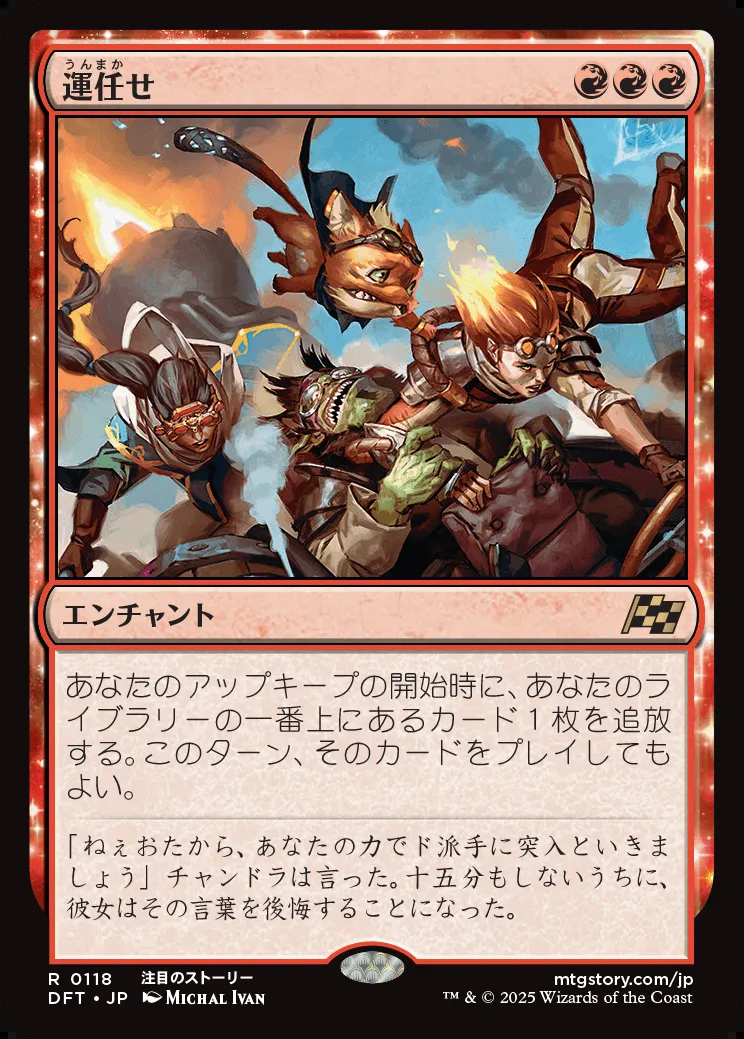 うんまか
運任せ
エンチャント
あなたのアップキープの開始時に、あなたのラ
イブラリーの一番上にあるカード1枚を追放
する。このターン、そのカードをプレイしても
よい。
「ねぇおたから、あなたの力でド派手に突入といきま
しょう」チャンドラは言った。十五分もしないうちに、
彼女はその言葉を後悔することになった。
R 0118 注目のストーリー mtgstory.com/jp
DFT • JP MICHAL IVAN ™ & © 2025 Wizards of the Coast